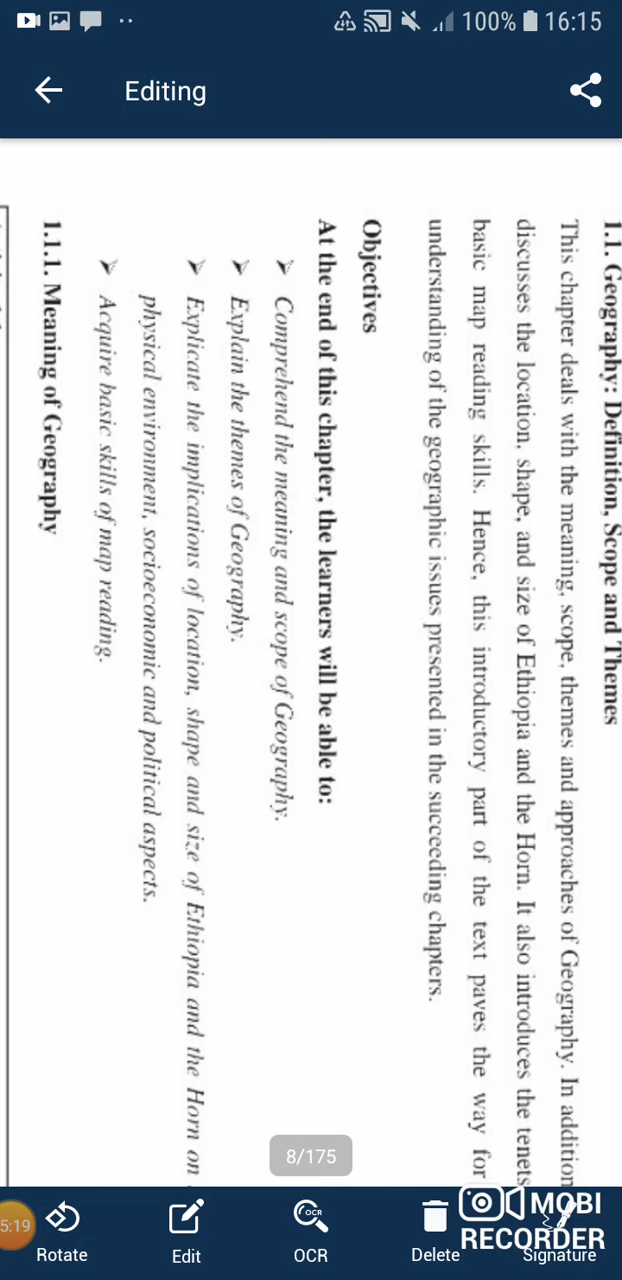 100% 16:15
Editing
1.1. Geography: Definition, Scope and Themes
This chapter deals with the meaning, scope, themes and approaches of Geography. In addition
discusses the location, shape, and size of Ethiopia and the Horn. It also introduces the tenets
basic map reading skills. Hence, this introductory part of the text paves the way for
understanding of the geographic issues presented in the succeeding chapters.
Objectives
At the end of this chapter, the learners will be able to:
➢ Comprehend the meaning and scope of Geography.
➢ Explain the themes of Geography.
➢ Explicate the implications of location, shape and size of Ethiopia and the Horn on
physical environment, socioeconomic and political aspects.
➢ Acquire basic skills of map reading.
1.1.1. Meaning of Geography
8/175
5:19
Rotate
Edit
OCR
OCR
Delete
Signature
MOBI
RECORDER